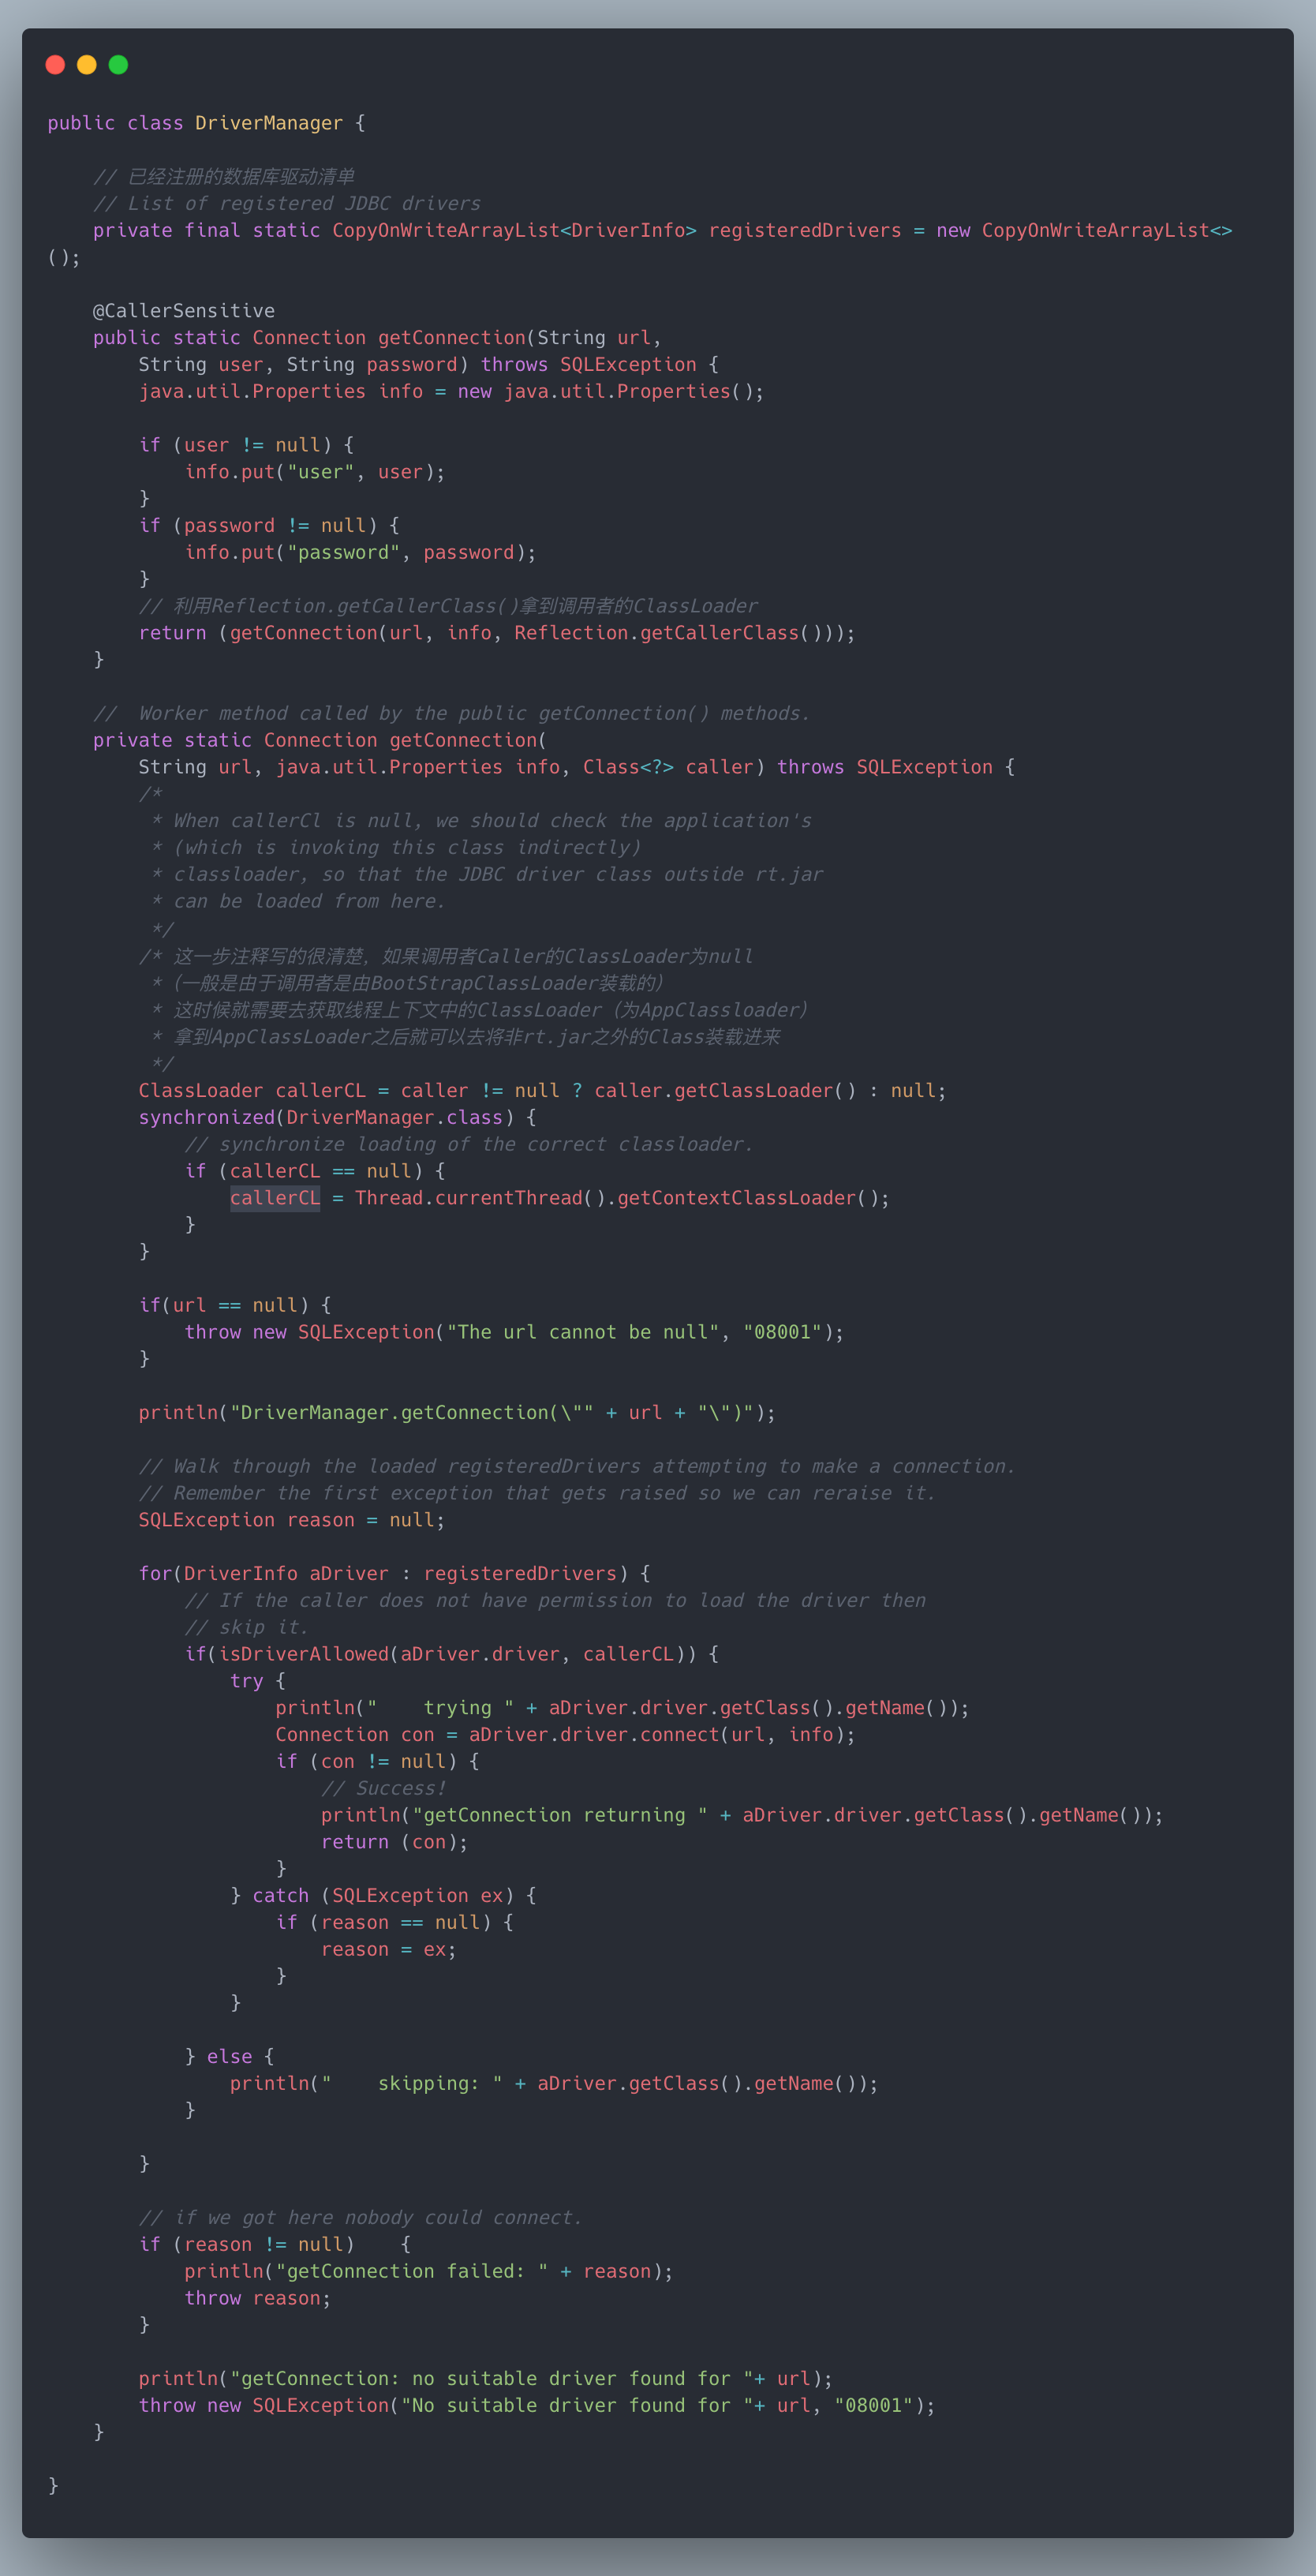 public class DriverManager {
    // 已经注册的数据库驱动清单
    // List of registered JDBC drivers
    private final static CopyOnWriteArrayList<DriverInfo> registeredDrivers = new CopyOnWriteArrayList<>
();
    @CallerSensitive
    public static Connection getConnection(String url,
        String user, String password) throws SQLException {
        java.util.Properties info = new java.util.Properties();
        if (user != null) {
            info.put("user", user);
        }
        if (password != null) {
            info.put("password", password);
        }
        // 利用Reflection.getCallerClass()拿到调用者的ClassLoader
        return (getConnection(url, info, Reflection.getCallerClass()));
    }
    //  Worker method called by the public getConnection() methods.
    private static Connection getConnection(
        String url, java.util.Properties info, Class<?> caller) throws SQLException {
        /*
         * When callerCl is null, we should check the application's
         * (which is invoking this class indirectly)
         * classloader, so that the JDBC driver class outside rt.jar
         * can be loaded from here.
         */
        /* 这一步注释写的很清楚，如果调用者Caller的ClassLoader为null
         *（一般是由于调用者是由BootStrapClassLoader装载的）
         * 这时候就需要去获取线程上下文中的ClassLoader（为AppClassloader）
         * 拿到AppClassLoader之后就可以去将非rt.jar之外的Class装载进来
         */
        ClassLoader callerCL = caller != null ? caller.getClassLoader() : null;
        synchronized(DriverManager.class) {
            // synchronize loading of the correct classloader.
            if (callerCL == null) {
                callerCL = Thread.currentThread().getContextClassLoader();
            }
        }
        if(url == null) {
            throw new SQLException("The url cannot be null", "08001");
        }
        println("DriverManager.getConnection(\"" + url + "\")");
        // Walk through the loaded registeredDrivers attempting to make a connection.
        // Remember the first exception that gets raised so we can reraise it.
        SQLException reason = null;
        for(DriverInfo aDriver : registeredDrivers) {
            // If the caller does not have permission to load the driver then
            // skip it.
            if(isDriverAllowed(aDriver.driver, callerCL)) {
                try {
                    println("    trying " + aDriver.driver.getClass().getName());
                    Connection con = aDriver.driver.connect(url, info);
                    if (con != null) {
                        // Success!
                        println("getConnection returning " + aDriver.driver.getClass().getName());
                        return (con);
                    }
                } catch (SQLException ex) {
                    if (reason == null) {
                        reason = ex;
                    }
                }
            } else {
                println("    skipping: " + aDriver.getClass().getName());
            }
        }
        // if we got here nobody could connect.
        if (reason != null)    {
            println("getConnection failed: " + reason);
            throw reason;
        }
        println("getConnection: no suitable driver found for "+ url);
        throw new SQLException("No suitable driver found for "+ url, "08001");
    }
}